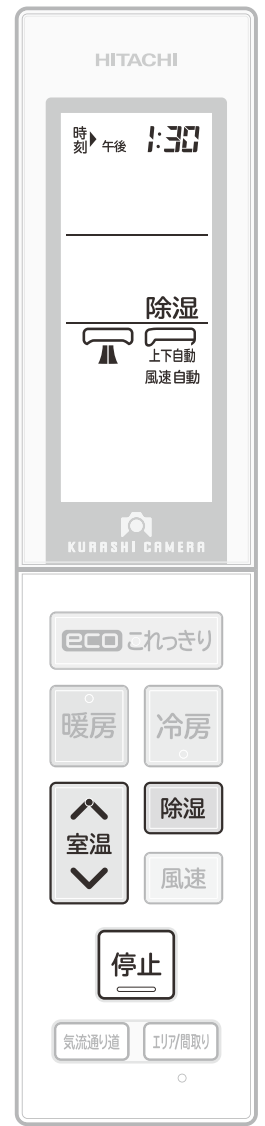 HITACHI
時刻 午後 1:30
除湿
上下自動
風速自動
KURASHI CAMERA
eco これっきり
暖房 冷房
室温 除湿
風速
停止
気流通り道 エリア/間取り